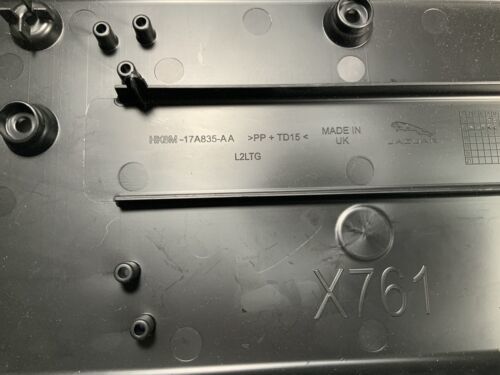 HK8M -17A835-AA >PP + TD15< MADE IN UK
L2LTG
JAGUAR
X761